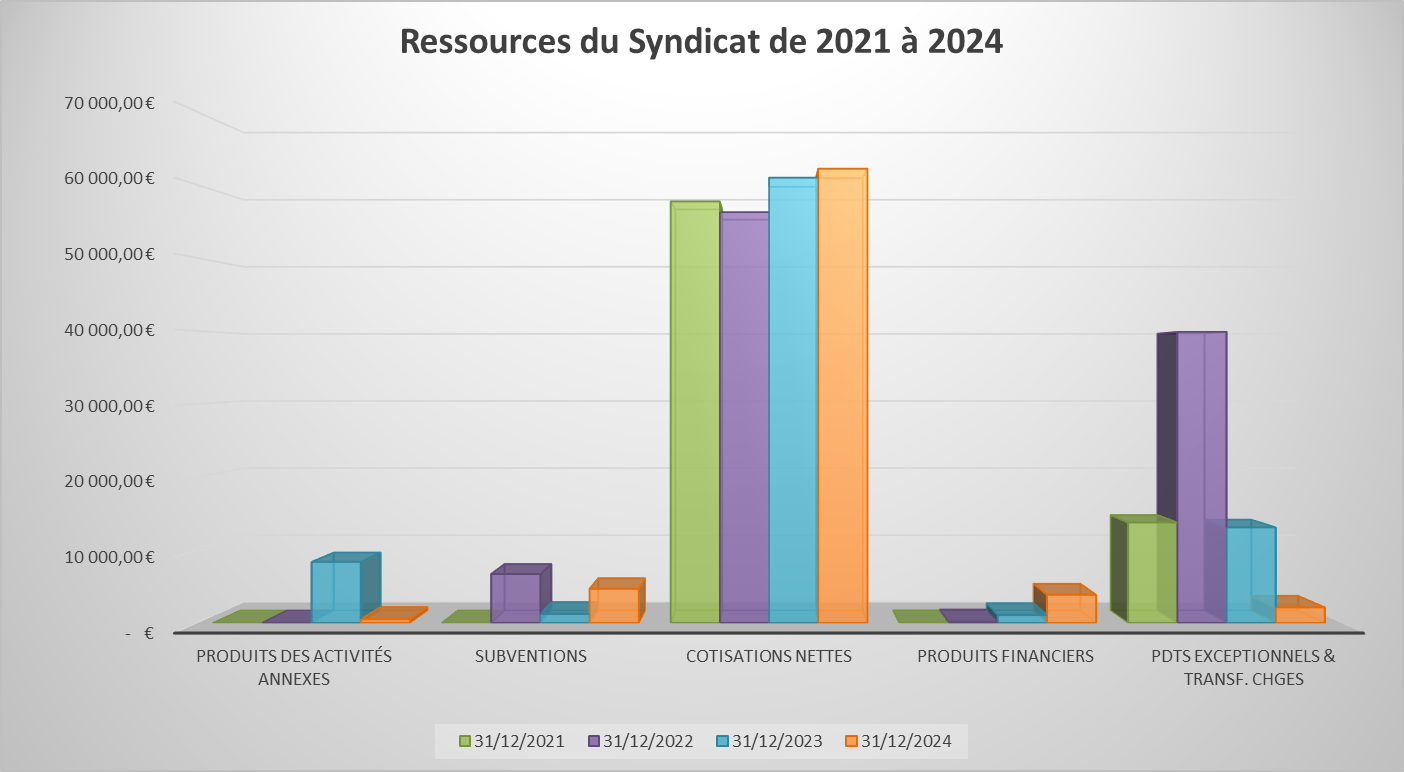 Ressources du Syndicat de 2021 à 2024
70 000,00 €
60 000,00 €
50 000,00 €
40 000,00 €
30 000,00 €
20 000,00 €
10 000,00 €
- €
PRODUITS DES ACTIVITÉS
ANNEXES
SUBVENTIONS
COTISATIONS NETTES
PRODUITS FINANCIERS
PDTS EXCEPTIONNELS &
TRANSF. CHGES
31/12/2021
31/12/2022
31/12/2023
31/12/2024